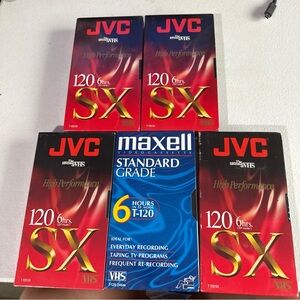 JVC
High Performance
120 6hrs.
SX
JVC
High Performance
120 6hrs.
SX
JVC
High Performance
120 6hrs.
SX
VHS
maxell
VIDEOCASSETTE
STANDARD
GRADE
6 HOURS
T-120
IDEAL FOR:
EVERYDAY RECORDING
TAPING TV PROGRAMS
FREQUENT RE-RECORDING
VHS
JVC
High Performance
120 6hrs.
SX
VHS